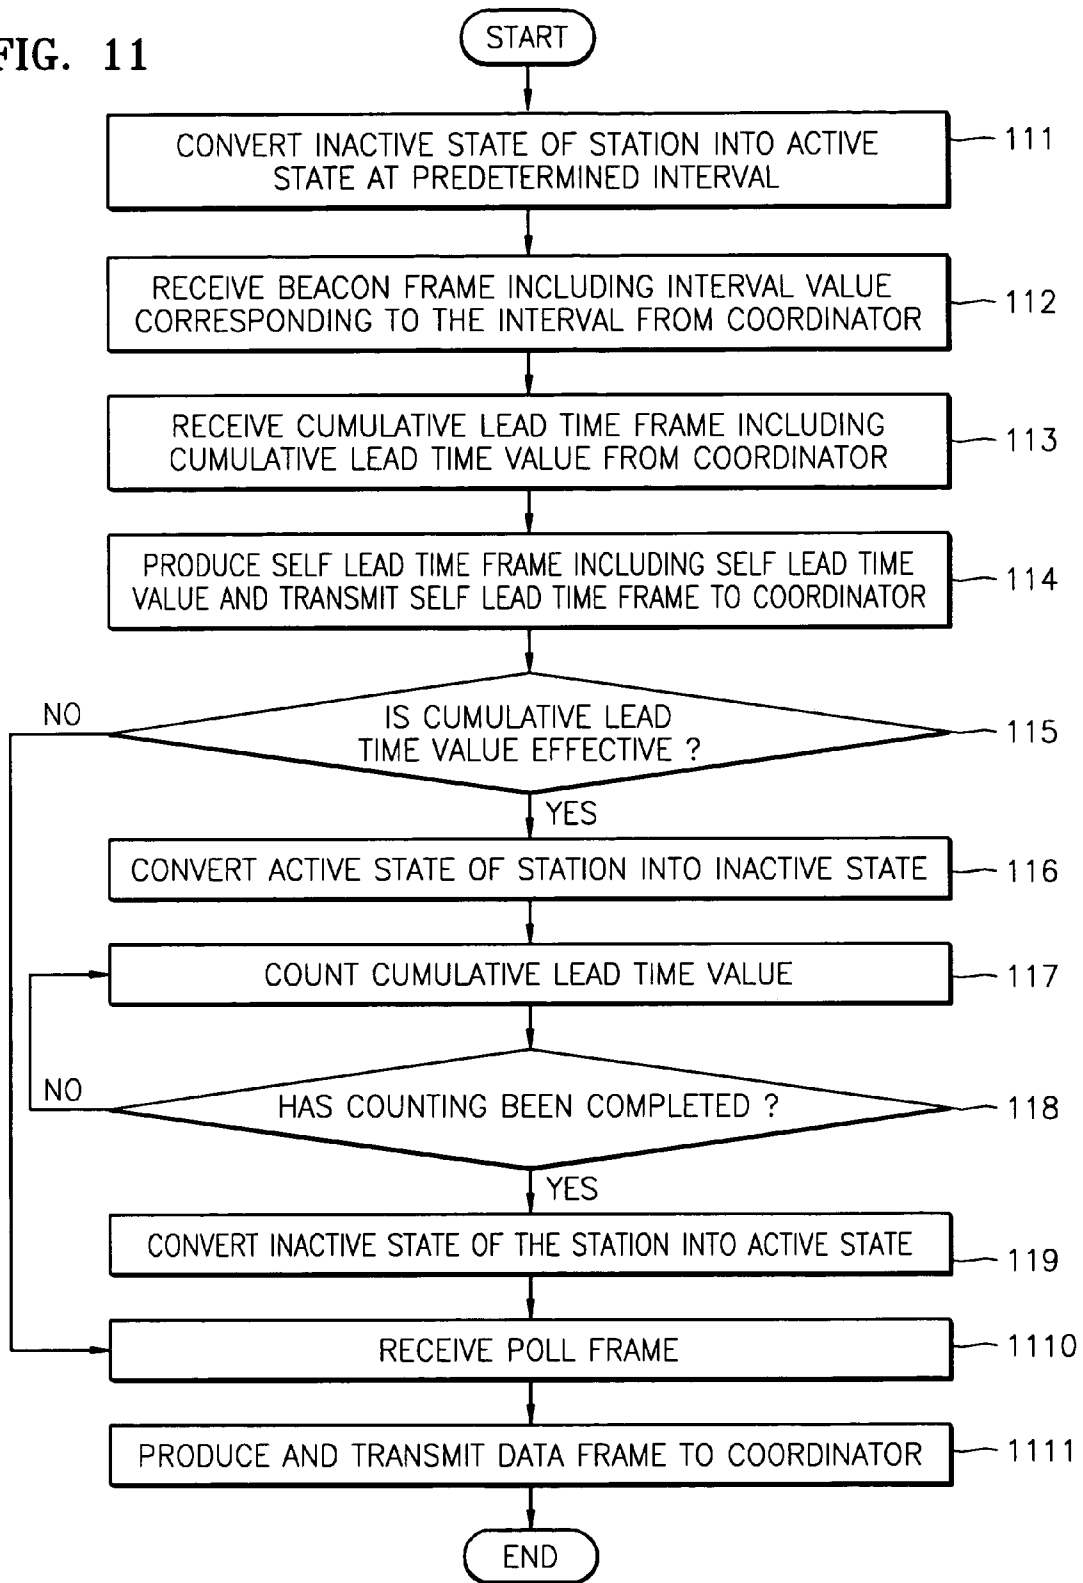 FIG. 11
START
CONVERT INACTIVE STATE OF STATION INTO ACTIVE
STATE AT PREDETERMINED INTERVAL
111
RECEIVE BEACON FRAME INCLUDING INTERVAL VALUE
CORRESPONDING TO THE INTERVAL FROM COORDINATOR
112
RECEIVE CUMULATIVE LEAD TIME FRAME INCLUDING
CUMULATIVE LEAD TIME VALUE FROM COORDINATOR
113
PRODUCE SELF LEAD TIME FRAME INCLUDING SELF LEAD TIME
VALUE AND TRANSMIT SELF LEAD TIME FRAME TO COORDINATOR
114
NO
IS CUMULATIVE LEAD
TIME VALUE EFFECTIVE ?
115
YES
CONVERT ACTIVE STATE OF STATION INTO INACTIVE STATE
116
COUNT CUMULATIVE LEAD TIME VALUE
117
NO
HAS COUNTING BEEN COMPLETED ?
118
YES
CONVERT INACTIVE STATE OF THE STATION INTO ACTIVE STATE
119
RECEIVE POLL FRAME
1110
PRODUCE AND TRANSMIT DATA FRAME TO COORDINATOR
1111
END